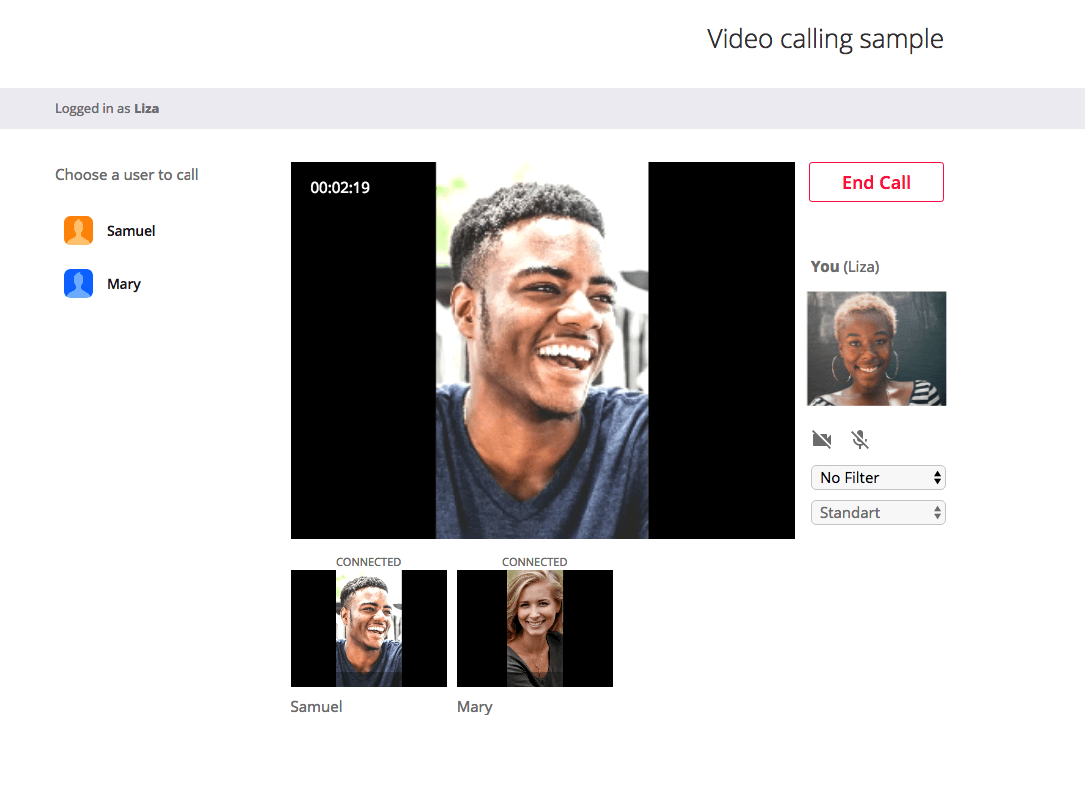 Video calling sample
Logged in as Liza
Choose a user to call
Samuel
Mary
00:02:19
End Call
You (Liza)
No Filter
Standart
CONNECTED
CONNECTED
Samuel
Mary